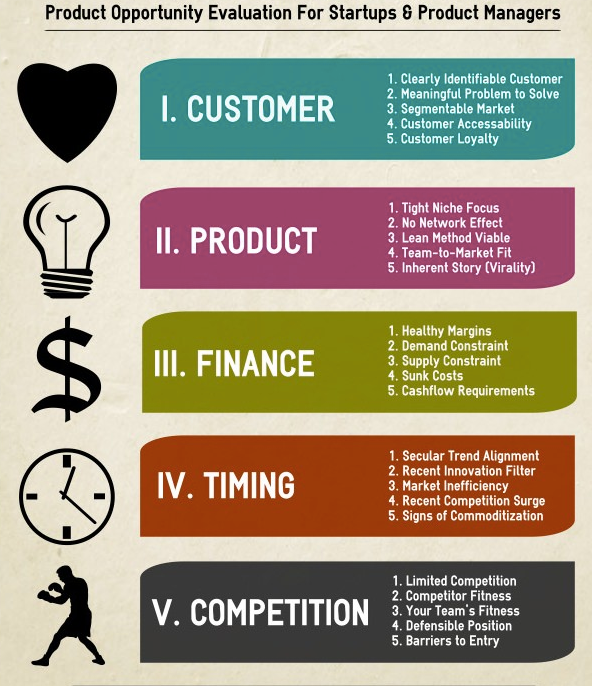 Product Opportunity Evaluation For Startups & Product Managers
I. CUSTOMER
1. Clearly Identifiable Customer
2. Meaningful Problem to Solve
3. Segmentable Market
4. Customer Accessability
5. Customer Loyalty
II. PRODUCT
1. Tight Niche Focus
2. No Network Effect
3. Lean Method Viable
4. Team-to-Market Fit
5. Inherent Story (Virality)
III. FINANCE
1. Healthy Margins
2. Demand Constraint
3. Supply Constraint
4. Sunk Costs
5. Cashflow Requirements
IV. TIMING
1. Secular Trend Alignment
2. Recent Innovation Filter
3. Market Inefficiency
4. Recent Competition Surge
5. Signs of Commoditization
V. COMPETITION
1. Limited Competition
2. Competitor Fitness
3. Your Team's Fitness
4. Defensible Position
5. Barriers to Entry